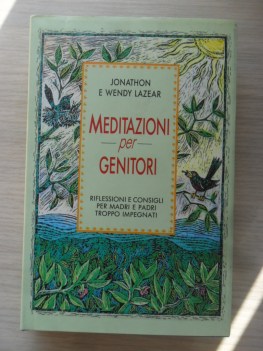 JONATHON
E WENDY LAZEAR
MEDITAZIONI
per
GENITORI
RIFLESSIONI E CONSIGLI
PER MADRI E PADRI
TROPPO IMPEGNATI